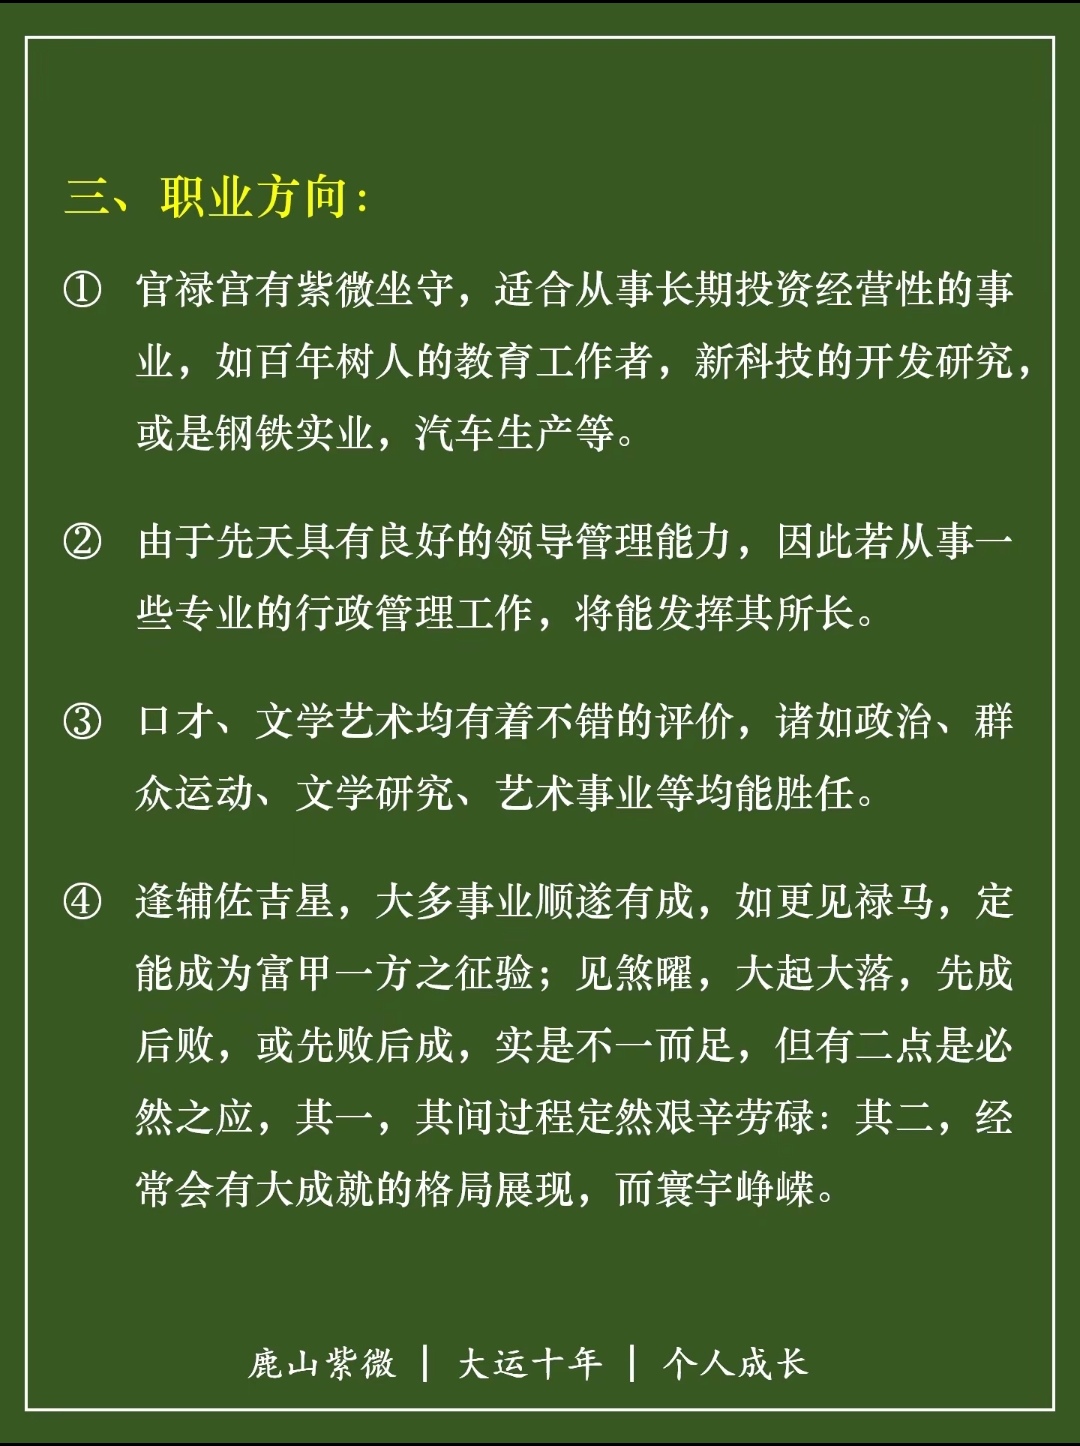 三、职业方向：
① 官禄宫有紫微坐守，适合从事长期投资经营性的事
业，如百年树人的教育工作者，新科技的开发研究，
或是钢铁实业，汽车生产等。
② 由于先天具有良好的领导管理能力，因此若从事一
些专业的行政管理工作，将能发挥其所长。
③ 口才、文学艺术均有着不错的评价，诸如政治、群
众运动、文学研究、艺术事业等均能胜任。
④ 逢辅佐吉星，大多事业顺遂有成，如更见禄马，定
能成为富甲一方之征验；见煞曜，大起大落，先成
后败，或先败后成，实是不一而足，但有二点是必
然之应，其一，其间过程定然艰辛劳碌：其二，经
常会有大成就的格局展现，而寰宇峥嵘。
鹿山紫微 | 大运十年 | 个人成长